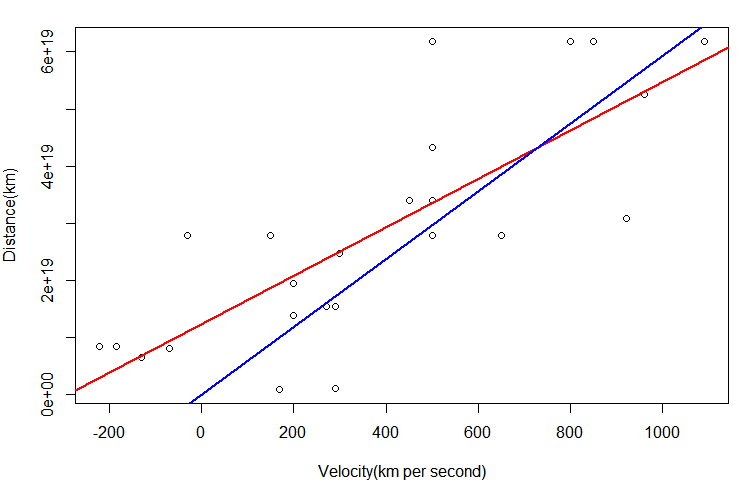 6e+19
4e+19
2e+19
0e+00
Distance(km)
-200 0 200 400 600 800 1000
Velocity(km per second)